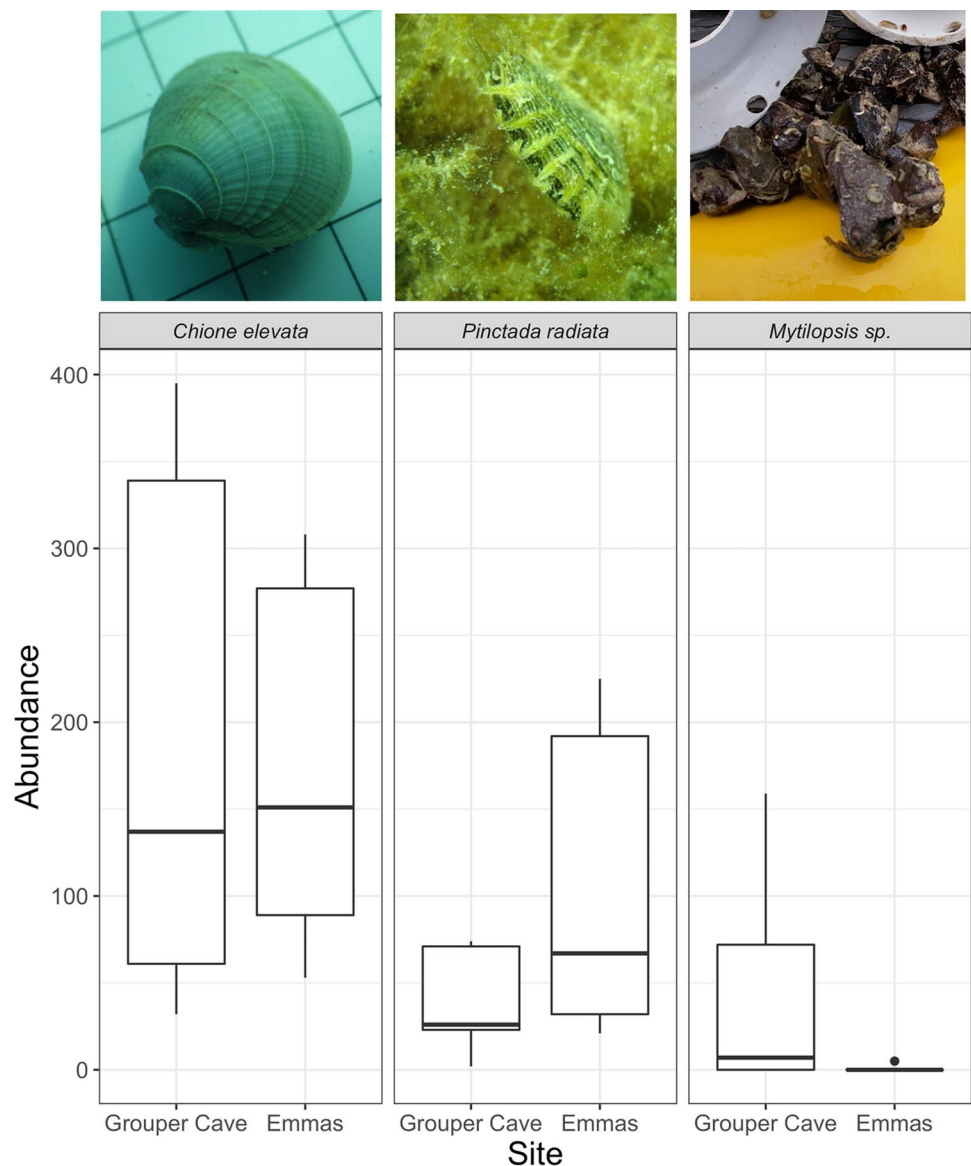 Chione elevata
Pinctada radiata
Mytilopsis sp.
Abundance
400
300
200
100
0
Grouper Cave Emmas
Grouper Cave Emmas
Grouper Cave Emmas
Site